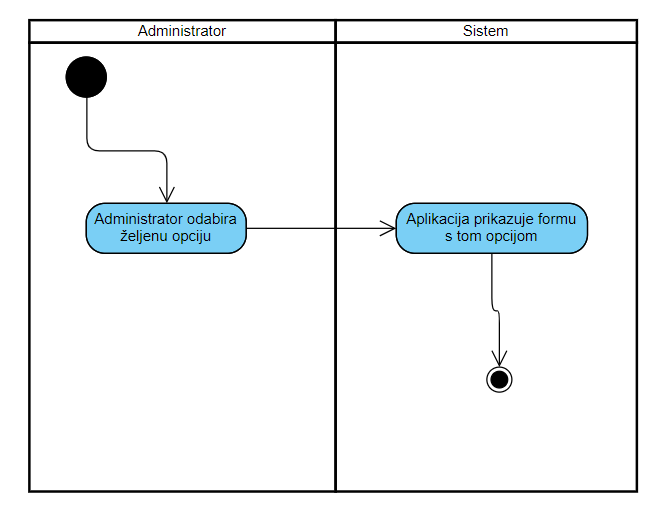 Administrator
Sistem
Administrator odabira
željenu opciju
Aplikacija prikazuje formu
s tom opcijom